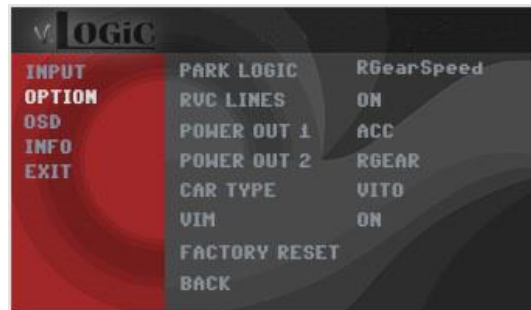 v.LOGiC
INPUT
OPTION
OSD
INFO
EXIT
PARK LOGIC RGearSpeed
RVC LINES ON
POWER OUT 1 ACC
POWER OUT 2 RGEAR
CAR TYPE VITO
VIM ON
FACTORY RESET
BACK